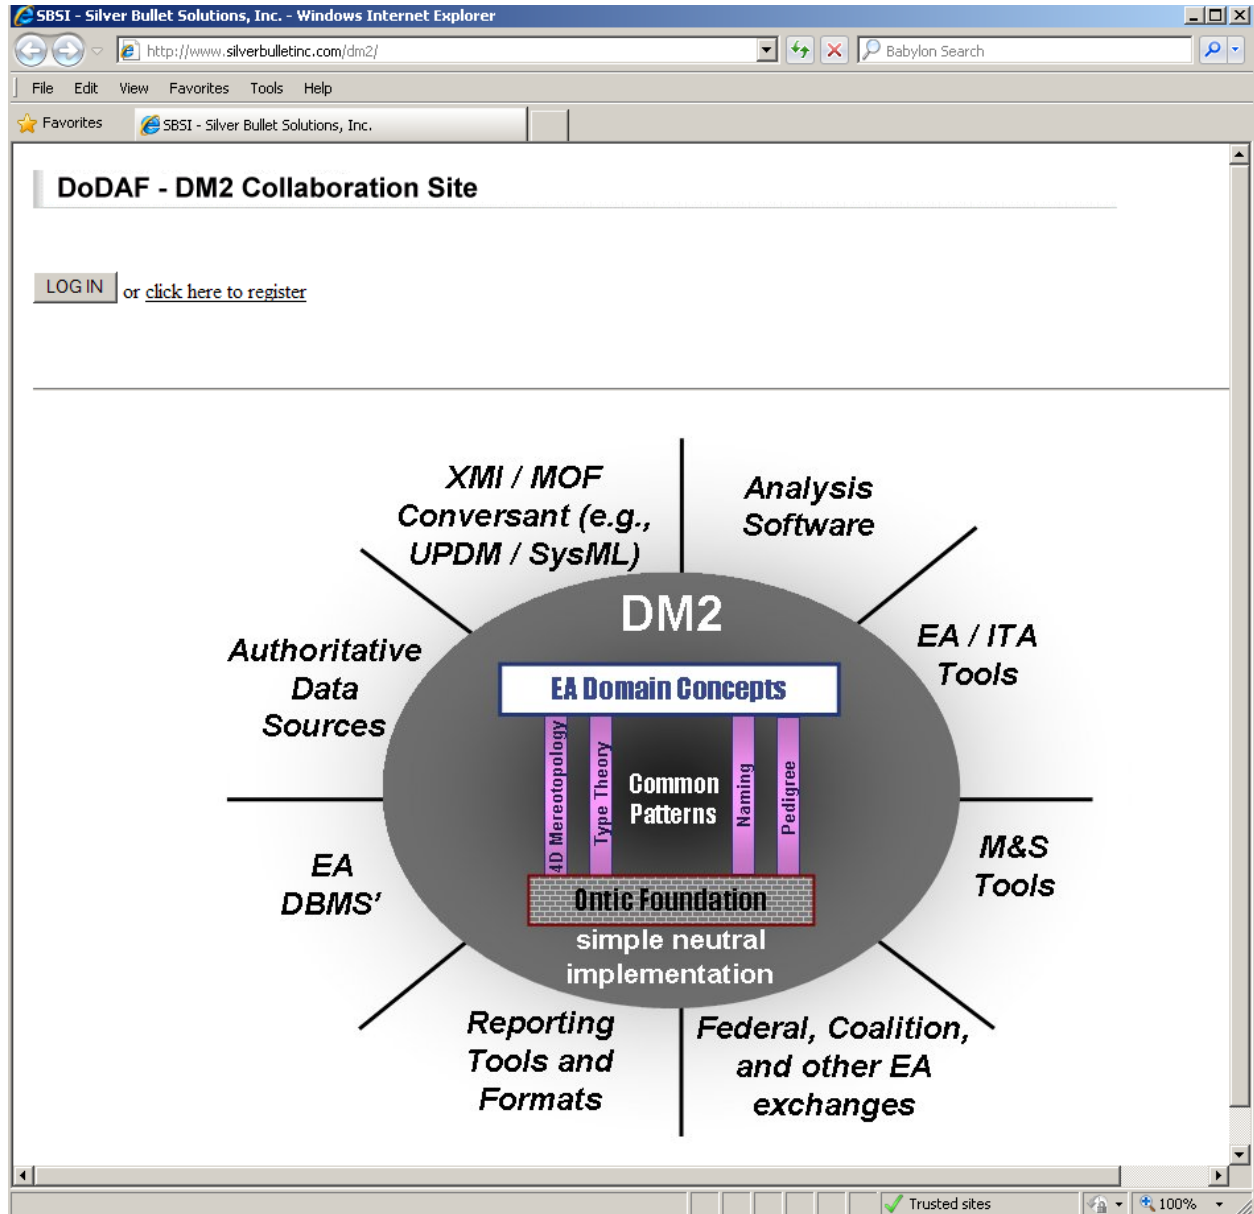 SBSI - Silver Bullet Solutions, Inc. - Windows Internet Explorer
http://www.silverbulletinc.com/dm2/
Babylon Search
File Edit View Favorites Tools Help
Favorites
SBSI - Silver Bullet Solutions, Inc.
DoDAF - DM2 Collaboration Site
LOG IN or click here to register
XMI / MOF
Conversant (e.g.,
UPDM / SysML)
Analysis
Software
EA / ITA
Tools
M&S
Tools
Federal, Coalition,
and other EA
exchanges
Reporting
Tools and
Formats
EA
DBMS'
Authoritative
Data
Sources
DM2
EA Domain Concepts
4D Mereotopology
Type Theory
Common
Patterns
Naming
Pedigree
Ontic Foundation
simple neutral
implementation
Trusted sites
100%